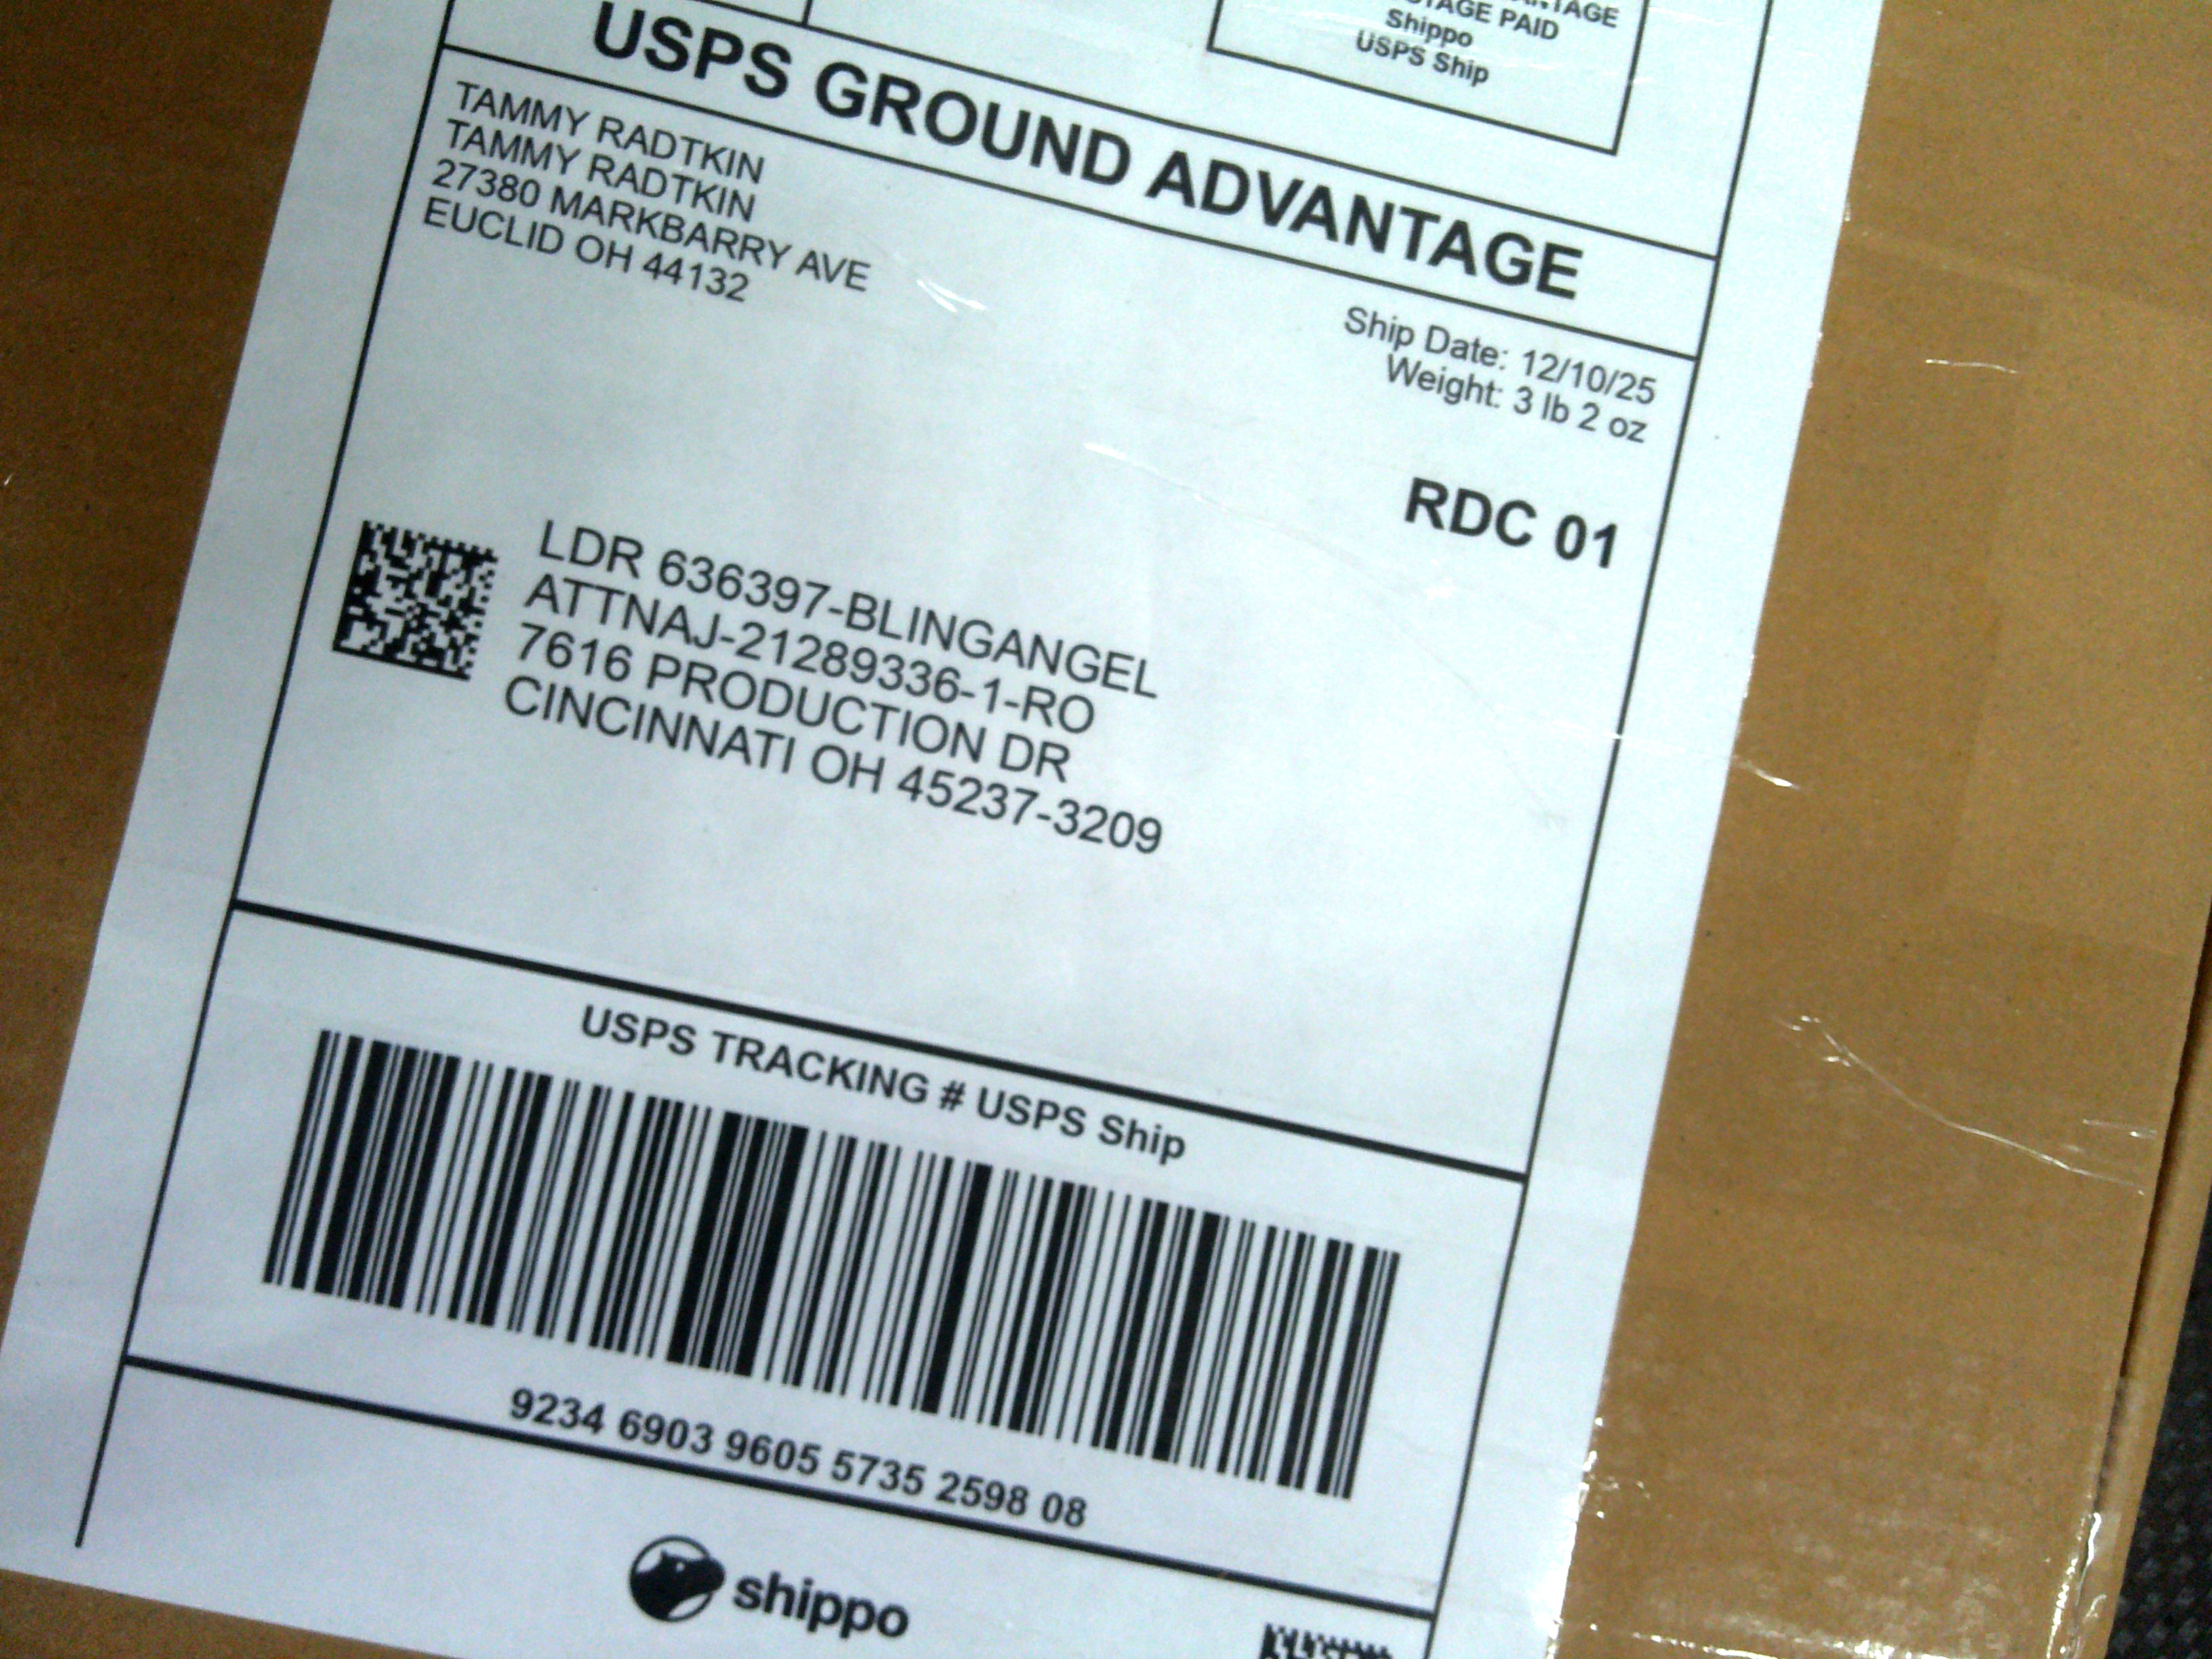 TAGE PAID
Shippo
USPS Ship
USPS GROUND ADVANTAGE
TAMMY RADTKIN
TAMMY RADTKIN
27380 MARKBARRY AVE
EUCLID OH 44132
Ship Date: 12/10/25
Weight: 3 lb 2 oz
RDC 01
LDR 636397-BLINGANGEL
ATTNAJ-21289336-1-RO
7616 PRODUCTION DR
CINCINNATI OH 45237-3209
USPS TRACKING # USPS Ship
9234 6903 9605 5735 2598 08
shippo